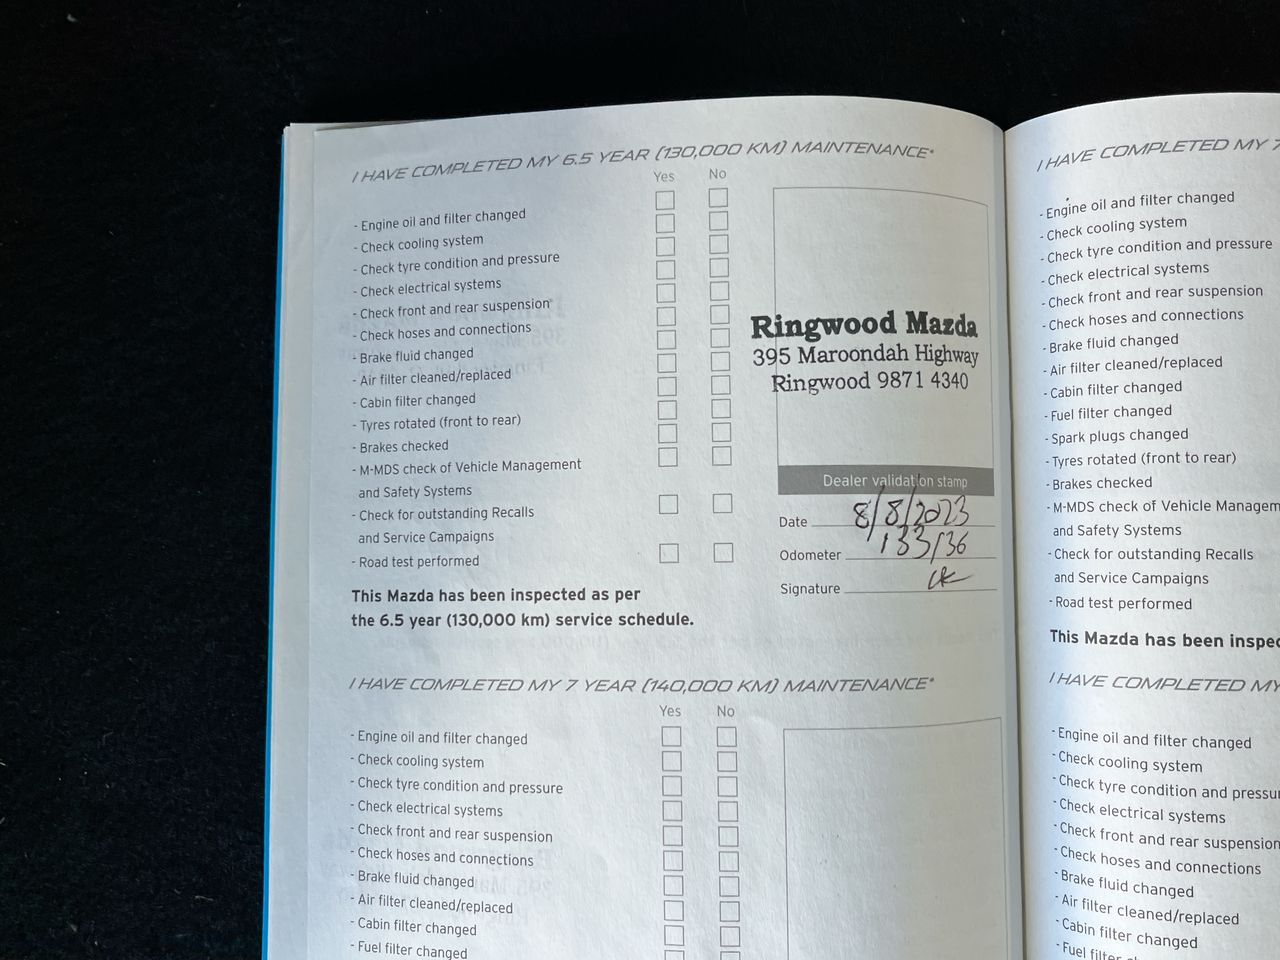 I HAVE COMPLETED MY 6.5 YEAR (130,000 KM) MAINTENANCE*
Yes No
- Engine oil and filter changed
- Check cooling system
- Check tyre condition and pressure
- Check electrical systems
- Check front and rear suspension
- Check hoses and connections
- Brake fluid changed
- Air filter cleaned/replaced
- Cabin filter changed
- Tyres rotated (front to rear)
- Brakes checked
- M-MDS check of Vehicle Management
and Safety Systems
- Check for outstanding Recalls
and Service Campaigns
- Road test performed
This Mazda has been inspected as per
the 6.5 year (130,000 km) service schedule.
Ringwood Mazda
395 Maroondah Highway
Ringwood 9871 4340
Dealer validation stamp
Date 8/8/2023
Odometer 133136
Signature
I HAVE COMPLETED MY 7 YEAR (140,000 KM) MAINTENANCE*
Yes No
- Engine oil and filter changed
- Check cooling system
- Check tyre condition and pressure
- Check electrical systems
- Check front and rear suspension
- Check hoses and connections
- Brake fluid changed
- Air filter cleaned/replaced
- Cabin filter changed
- Fuel filter changed
I HAVE COMPLETED MY 7
- Engine oil and filter changed
- Check cooling system
- Check tyre condition and pressure
- Check electrical systems
- Check front and rear suspension
- Check hoses and connections
- Brake fluid changed
- Air filter cleaned/replaced
- Cabin filter changed
- Fuel filter changed
- Spark plugs changed
- Tyres rotated (front to rear)
- Brakes checked
- M-MDS check of Vehicle Managem
and Safety Systems
- Check for outstanding Recalls
and Service Campaigns
- Road test performed
This Mazda has been inspec
I HAVE COMPLETED MY
- Engine oil and filter changed
- Check cooling system
- Check tyre condition and pressu
- Check electrical systems
- Check front and rear suspension
- Check hoses and connections
- Brake fluid changed
- Air filter cleaned/replaced
- Cabin filter changed
- Fuel filter